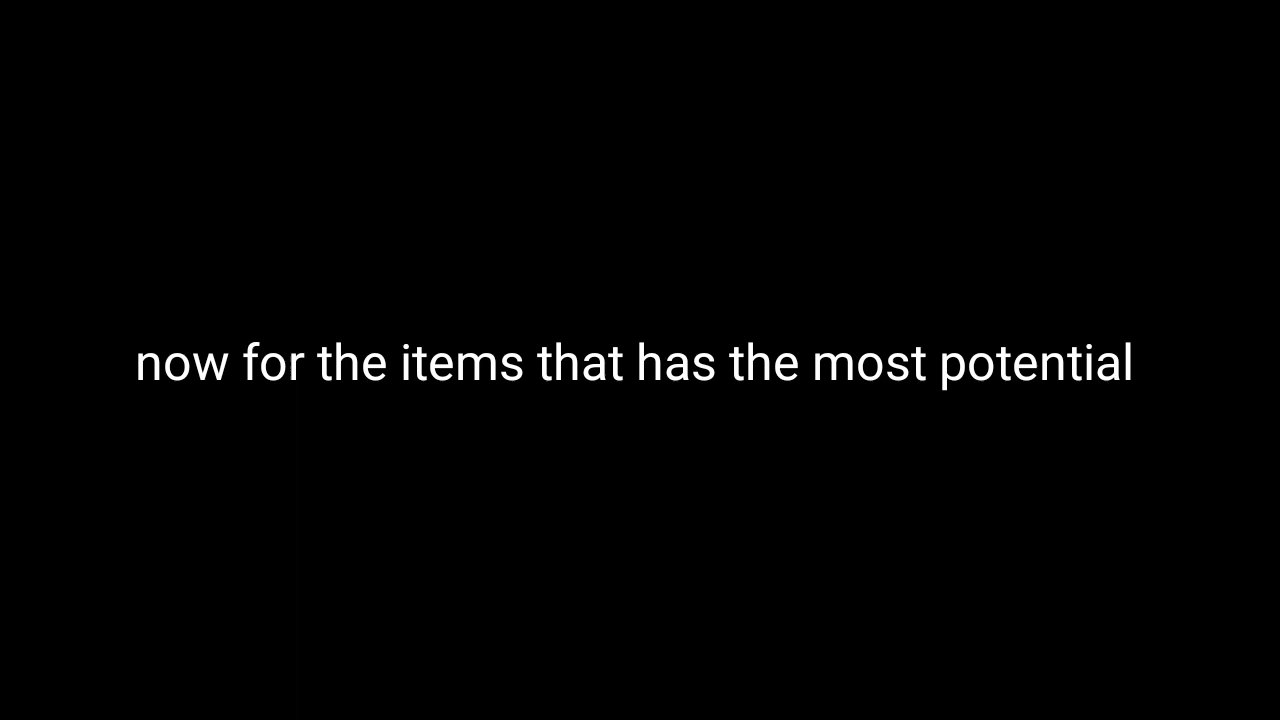 now for the items that has the most potential